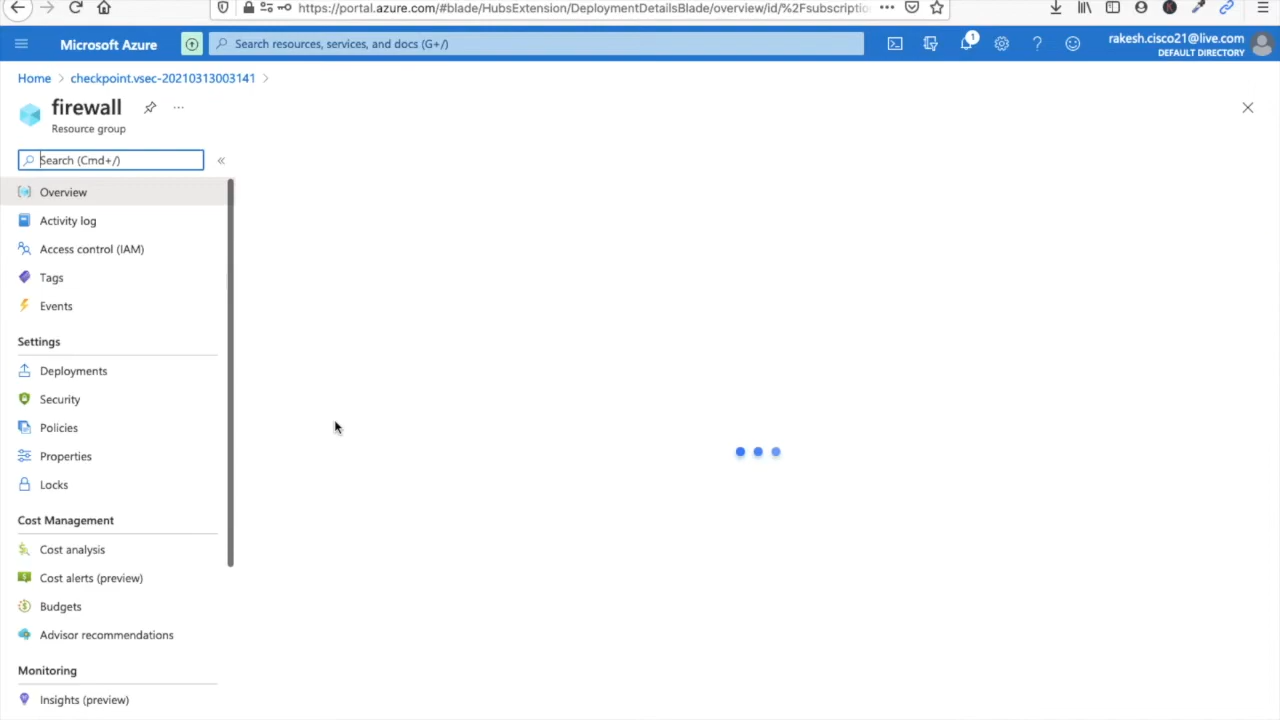 https://portal.azure.com/#blade/HubsExtension/DeploymentDetailsBlade/overview/id/%2Fsubscriptio
Microsoft Azure
Search resources, services, and docs (G+/)
1
rakesh.cisco21@live.com
DEFAULT DIRECTORY
Home > checkpoint.vsec-20210313003141 >
firewall
Resource group
Search (Cmd+/)
«
Overview
Activity log
Access control (IAM)
Tags
Events
Settings
Deployments
Security
Policies
Properties
Locks
Cost Management
Cost analysis
Cost alerts (preview)
Budgets
Advisor recommendations
Monitoring
Insights (preview)